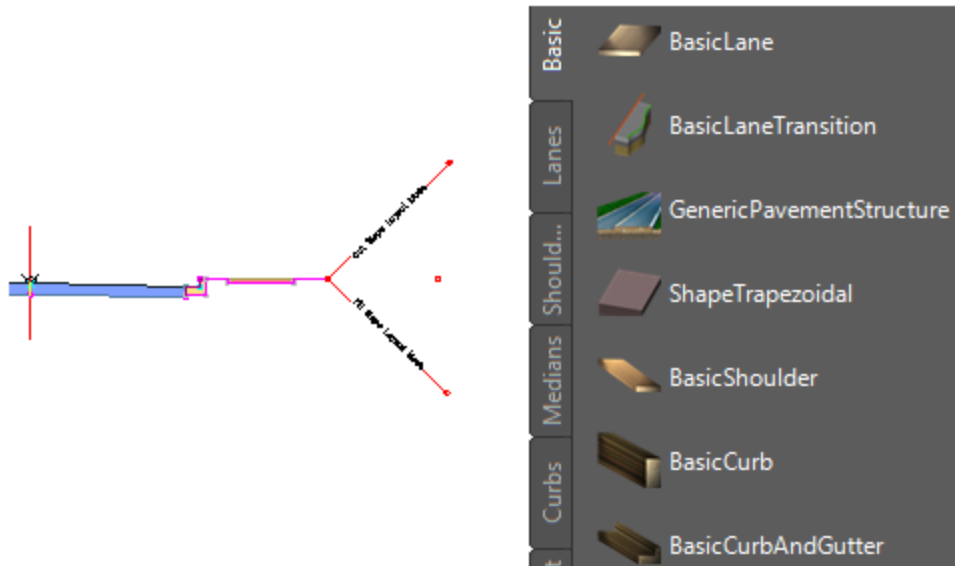 Basic
Lanes
Should...
Medians
Curbs
BasicLane
BasicLaneTransition
GenericPavementStructure
ShapeTrapezoidal
BasicShoulder
BasicCurb
BasicCurbAndGutter